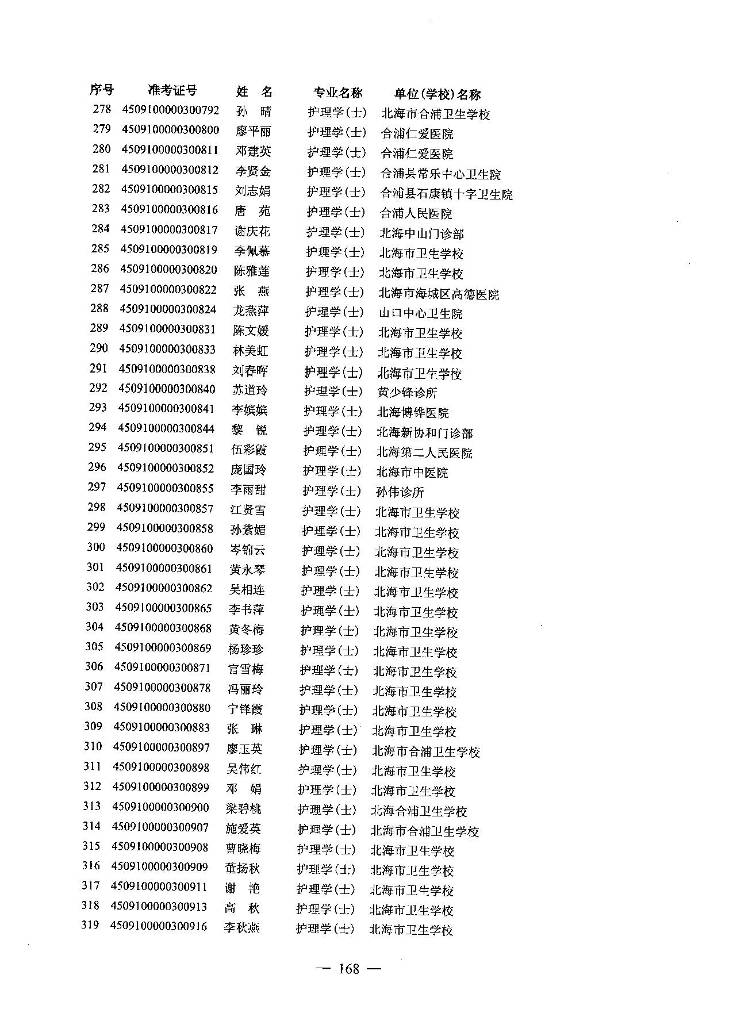 序号 准考证号 姓 名 专业名称 单位(学校)名称
278 4509100000300792 孙 晴 护理学(士) 北海市合浦卫生学校
279 4509100000300800 廖平丽 护理学(士) 合浦仁爱医院
280 4509100000300811 邓建英 护理学(士) 合浦仁爱医院
281 4509100000300812 李贤金 护理学(士) 合浦县常乐中心卫生院
282 4509100000300815 刘志娟 护理学(士) 合浦县石康镇十字卫生院
283 4509100000300816 唐 苑 护理学(士) 合浦人民医院
284 4509100000300817 谢庆花 护理学(士) 北海中山门诊部
285 4509100000300819 李佩慕 护理学(士) 北海市卫生学校
286 4509100000300820 陈雅莲 护理学(士) 北海市卫生学校
287 4509100000300822 张 燕 护理学(士) 北海市海城区高德医院
288 4509100000300824 龙燕萍 护理学(士) 山口中心卫生院
289 4509100000300831 陈文媛 护理学(士) 北海市卫生学校
290 4509100000300833 林美虹 护理学(士) 北海市卫生学校
291 4509100000300838 刘春晖 护理学(士) 北海市卫生学校
292 4509100000300840 苏道玲 护理学(士) 黄少锋诊所
293 4509100000300841 李嫔嫔 护理学(士) 北海博铧医院
294 4509100000300844 黎 锐 护理学(士) 北海新协和门诊部
295 4509100000300851 伍彩霞 护理学(士) 北海第二人民医院
296 4509100000300852 庞国玲 护理学(士) 北海市中医院
297 4509100000300855 李雨甜 护理学(士) 孙伟诊所
298 4509100000300857 江贤雪 护理学(士) 北海市卫生学校
299 4509100000300858 孙紫媚 护理学(士) 北海市卫生学校
300 4509100000300860 岑锦云 护理学(士) 北海市卫生学校
301 4509100000300861 黄永琴 护理学(士) 北海市卫生学校
302 4509100000300862 吴相连 护理学(士) 北海市卫生学校
303 4509100000300865 李书萍 护理学(士) 北海市卫生学校
304 4509100000300868 黄冬梅 护理学(士) 北海市卫生学校
305 4509100000300869 杨珍珍 护理学(士) 北海市卫生学校
306 4509100000300871 官雪梅 护理学(士) 北海市卫生学校
307 4509100000300878 冯丽玲 护理学(士) 北海市卫生学校
308 4509100000300880 宁锋霞 护理学(士) 北海市卫生学校
309 4509100000300883 张 琳 护理学(士) 北海市卫生学校
310 4509100000300897 廖玉英 护理学(士) 北海市合浦卫生学校
311 4509100000300898 吴伟红 护理学(士) 北海市卫生学校
312 4509100000300899 邓 娟 护理学(士) 北海市卫生学校
313 4509100000300900 梁碧桃 护理学(士) 北海合浦卫生学校
314 4509100000300907 施爱英 护理学(士) 北海市合浦卫生学校
315 4509100000300908 曹晓梅 护理学(士) 北海市卫生学校
316 4509100000300909 董扬秋 护理学(士) 北海市卫生学校
317 4509100000300911 谢 艳 护理学(士) 北海市卫生学校
318 4509100000300913 高 秋 护理学(士) 北海市卫生学校
319 4509100000300916 李秋燕 护理学(士) 北海市卫生学校
— 168 —